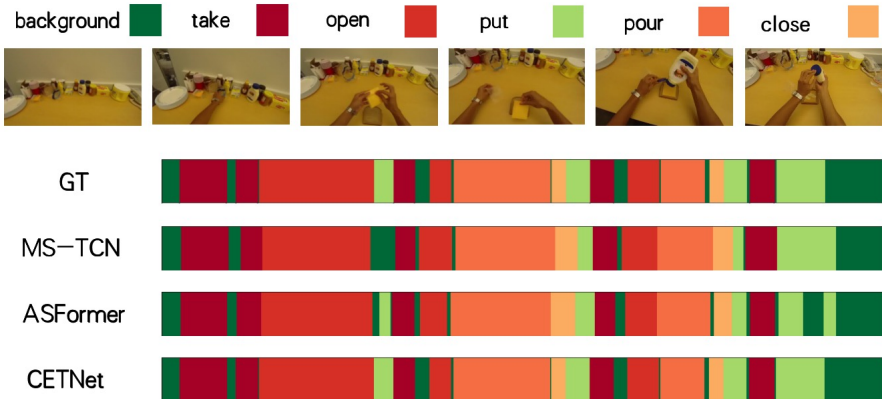 background take open put pour close
GT
MS-TCN
ASFormer
CETNet